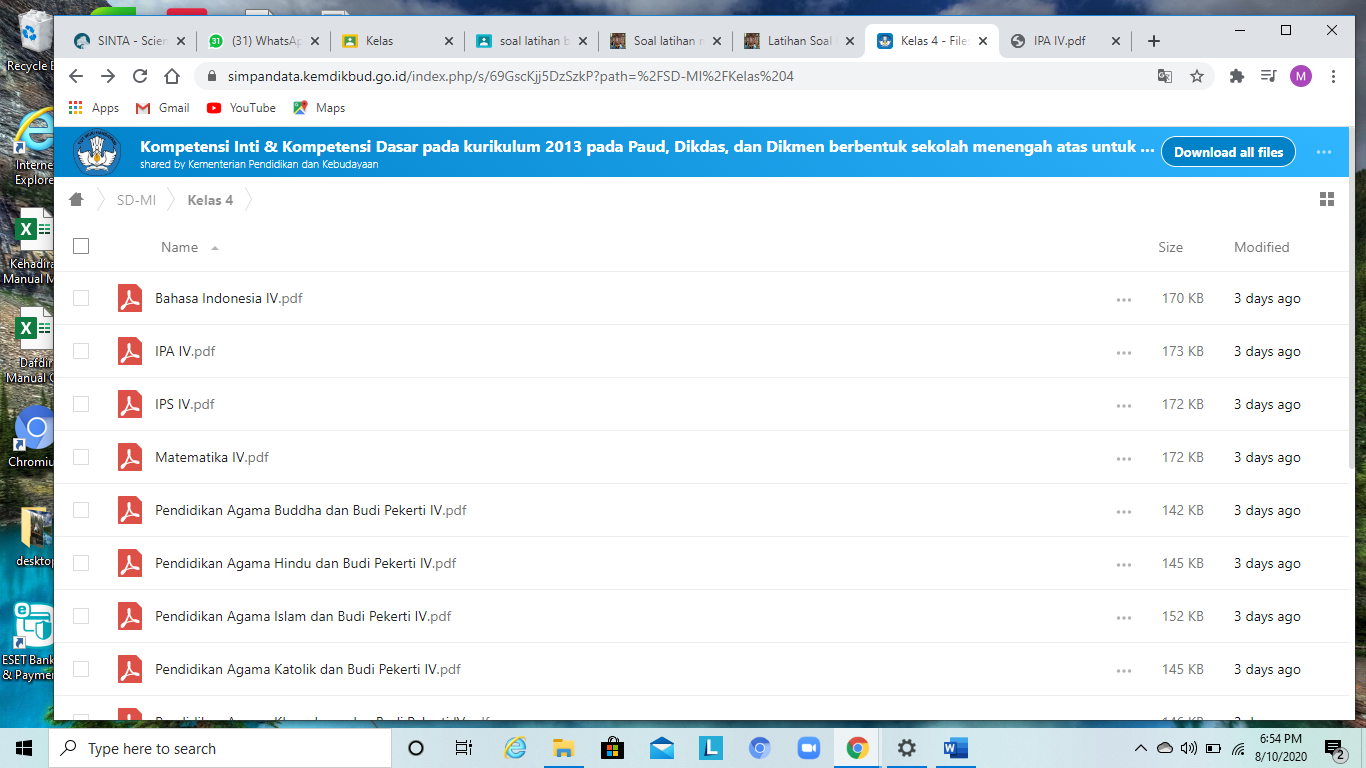 Recycle B
SINTA - Scien
(31) WhatsAp
Kelas
soal latihan b
Soal latihan m
Latihan Soal
Kelas 4 - Files
IPA IV.pdf
simpandata.kemdikbud.go.id/index.php/s/69GscKjj5DzSzkP?path=%2FSD-MI%2FKelas%204
M
Apps
Gmail
YouTube
Maps
Kompetensi Inti & Kompetensi Dasar pada kurikulum 2013 pada Paud, Dikdas, dan Dikmen berbentuk sekolah menengah atas untuk ...
shared by Kementerian Pendidikan dan Kebudayaan
Download all files
Interne
Explore
SD-MI
Kelas 4
Name
Size
Modified
Kehadira
Manual M
Bahasa Indonesia IV.pdf 170 KB 3 days ago
IPA IV.pdf 173 KB 3 days ago
Dafdir
Manual
IPS IV.pdf 172 KB 3 days ago
Matematika IV.pdf 172 KB 3 days ago
Chromiu
Pendidikan Agama Buddha dan Budi Pekerti IV.pdf 142 KB 3 days ago
Pendidikan Agama Hindu dan Budi Pekerti IV.pdf 145 KB 3 days ago
desktop
Pendidikan Agama Islam dan Budi Pekerti IV.pdf 152 KB 3 days ago
Pendidikan Agama Katolik dan Budi Pekerti IV.pdf 145 KB 3 days ago
ESET Bank
& Paymen
Type here to search
6:54 PM
8/10/2020
2